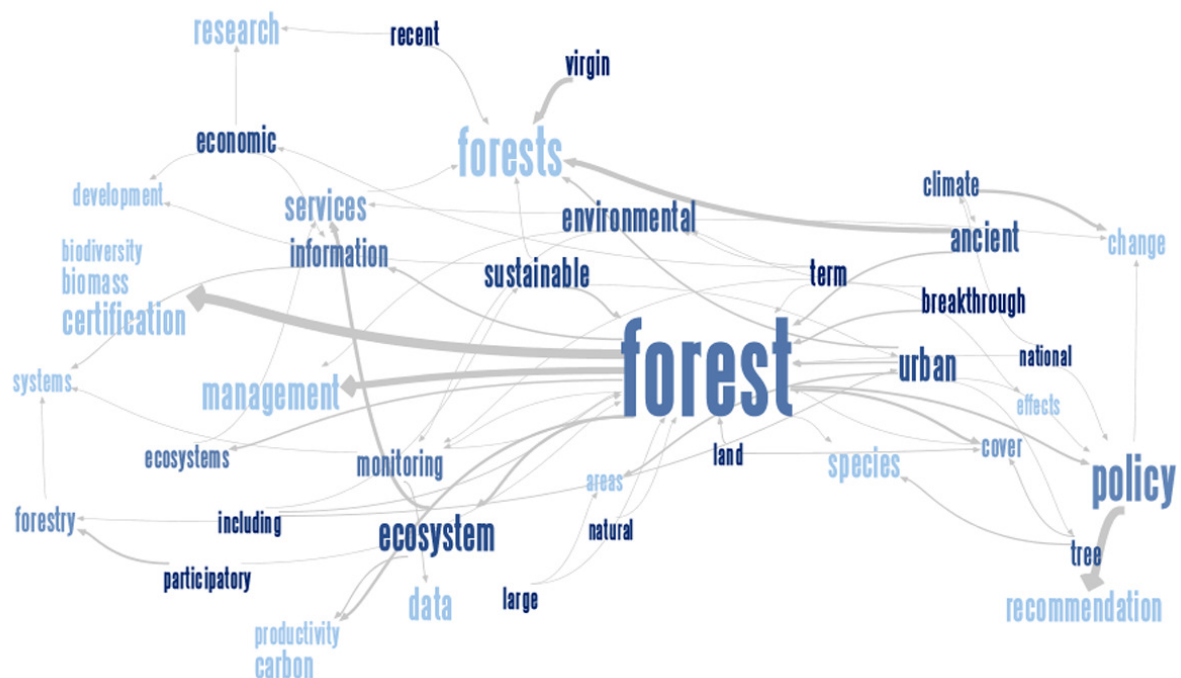 research
recent
virgin
economic
forests
development
services
climate
environmental
ancient
change
biodiversity
information
biomass
sustainable
term
certification
breakthrough
forest
urban
national
systems
management
effects
ecosystems
monitoring
land
cover
species
areas
policy
forestry
including
ecosystem
natural
tree
participatory
data
large
recommendation
productivity
carbon